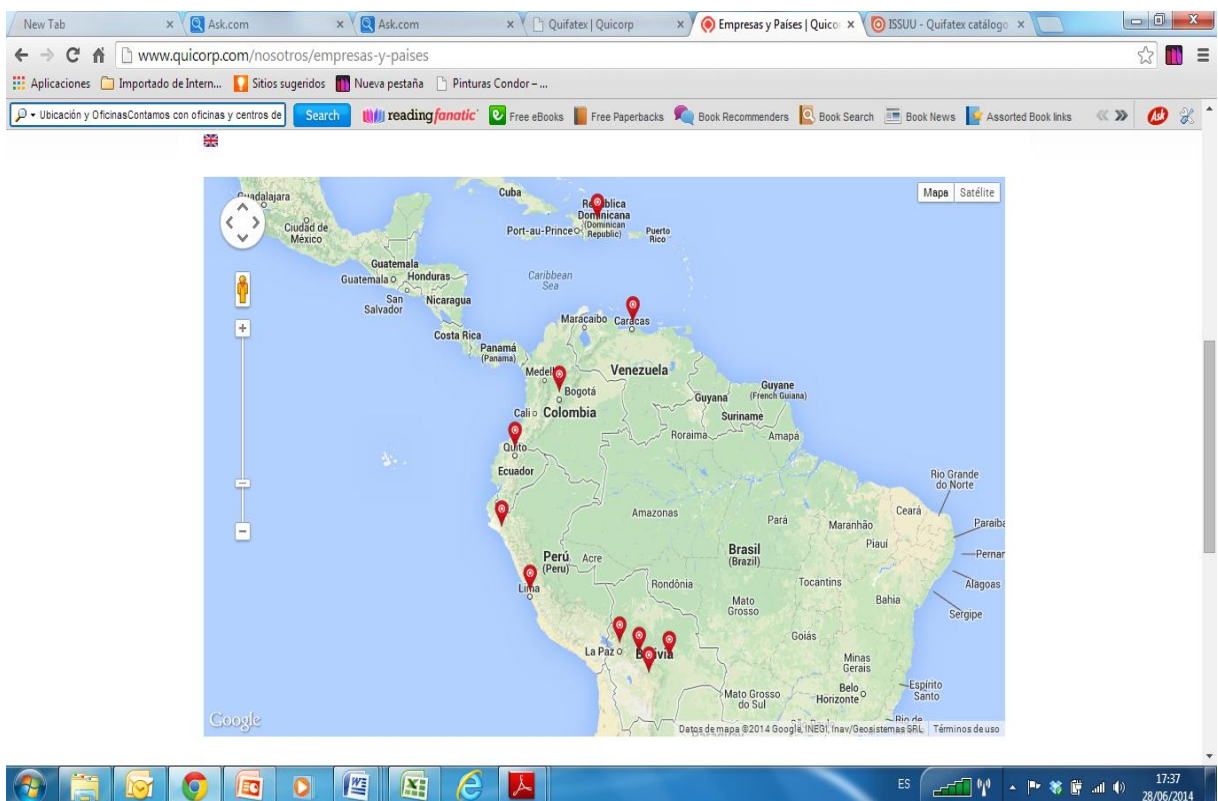 New Tab
Ask.com
Ask.com
Quifatex | Quicorp
Empresas y Países | Quico
ISSUU - Quifatex catálogo
www.quicorp.com/nosotros/empresas-y-paises
Aplicaciones
Importado de Intern...
Sitios sugeridos
Nueva pestaña
Pinturas Condor – ...
Ubicación y OficinasContamos con oficinas y centros de
Search
readingfanatic
Free eBooks
Free Paperbacks
Book Recommenders
Book Search
Book News
Assorted Book links
Ask
Mapa
Satélite
Guadalajara
Cuba
República
Dominicana
(Dominican
Republic)
Port-au-Prince
Puerto
Rico
Ciudad de
México
Guatemala
Guatemala
Honduras
Caribbean
Sea
San
Salvador
Nicaragua
Maracaibo
Caracas
Costa Rica
Panamá
(Panama)
Venezuela
Bogotá
Guyana
Guyane
(French Guiana)
Cali
Colombia
Suriname
Roraima
Amapá
Quito
Ecuador
Rio Grande
do Norte
Amazonas
Pará
Maranhão
Ceará
Piauí
Brasil
(Brazil)
Perú
(Peru)
Acre
Rondônia
Tocantins
Alagoas
Lima
Mato
Grosso
Bahia
Sergipe
La Paz
Bolivia
Goiás
Minas
Gerais
Mato Grosso
do Sul
Belo
Horizonte
Espírito
Santo
Google
Datos de mapa ©2014 Google, INEGI, Inav/Geosistemas SRL
Términos de uso
ES
17:37
28/06/2014